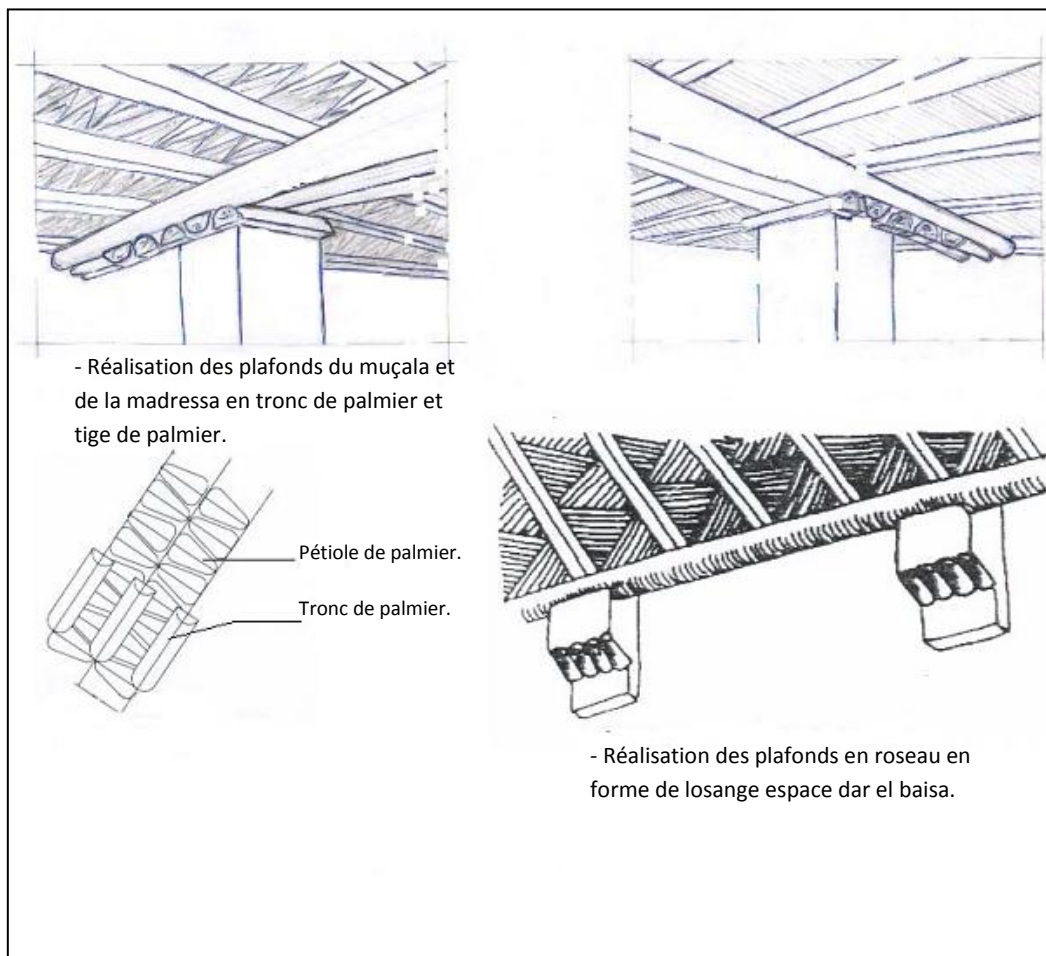 - Réalisation des plafonds du muçala et
de la madressa en tronc de palmier et
tige de palmier.
Pétiole de palmier.
Tronc de palmier.
- Réalisation des plafonds en roseau en
forme de losange espace dar el baisa.